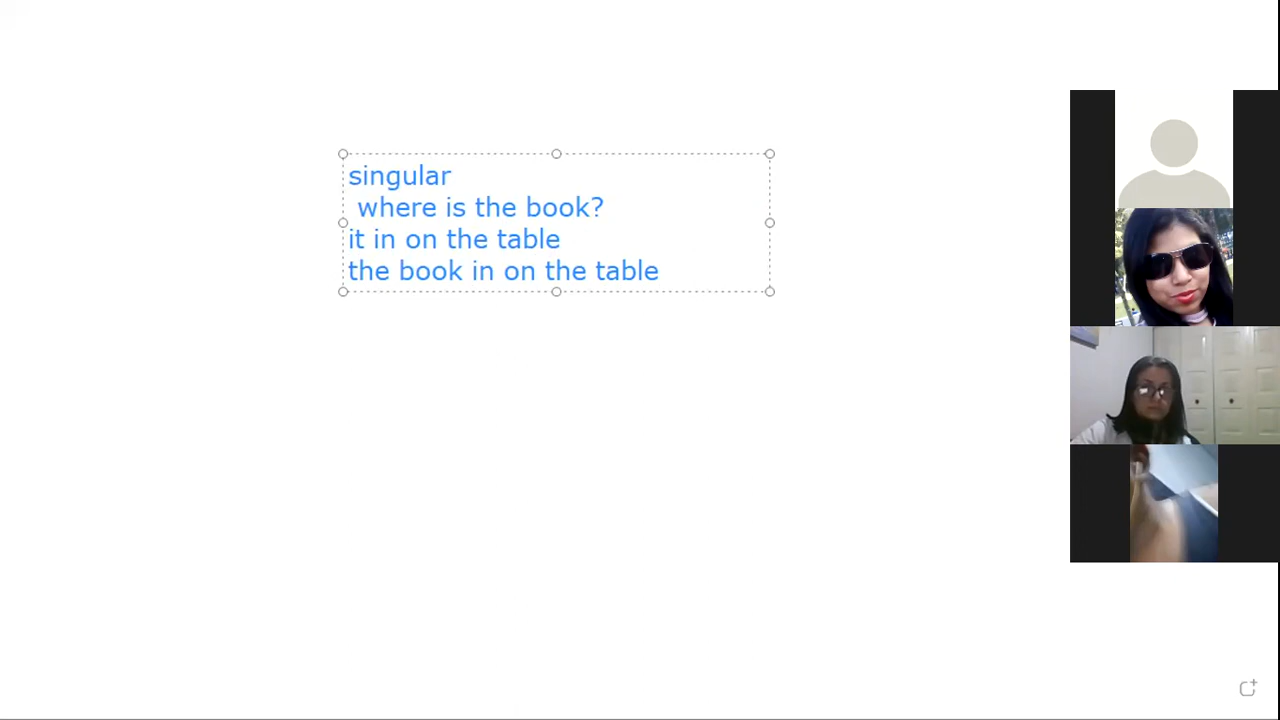 singular
where is the book?
it in on the table
the book in on the table